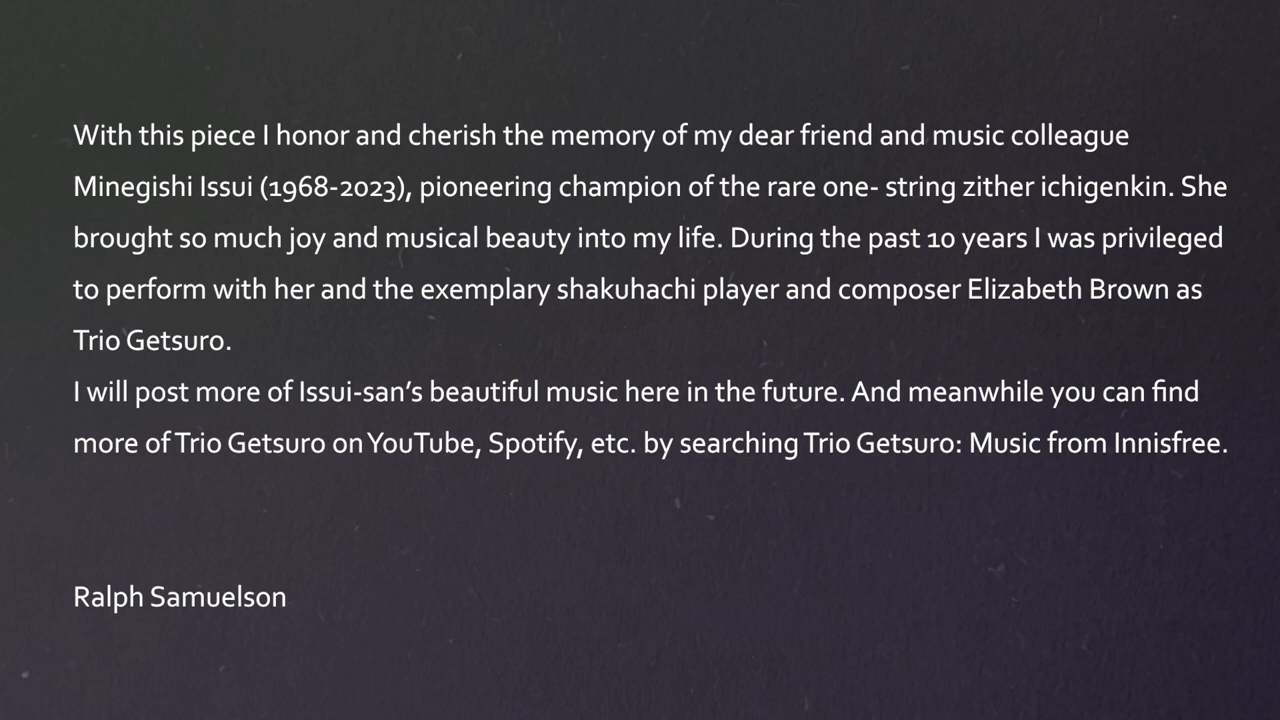 With this piece I honor and cherish the memory of my dear friend and music colleague
Minegishi Issui (1968-2023), pioneering champion of the rare one- string zither ichigenkin. She
brought so much joy and musical beauty into my life. During the past 10 years I was privileged
to perform with her and the exemplary shakuhachi player and composer Elizabeth Brown as
Trio Getsuro.
I will post more of Issui-san’s beautiful music here in the future. And meanwhile you can find
more of Trio Getsuro on YouTube, Spotify, etc. by searching Trio Getsuro: Music from Innisfree.
Ralph Samuelson